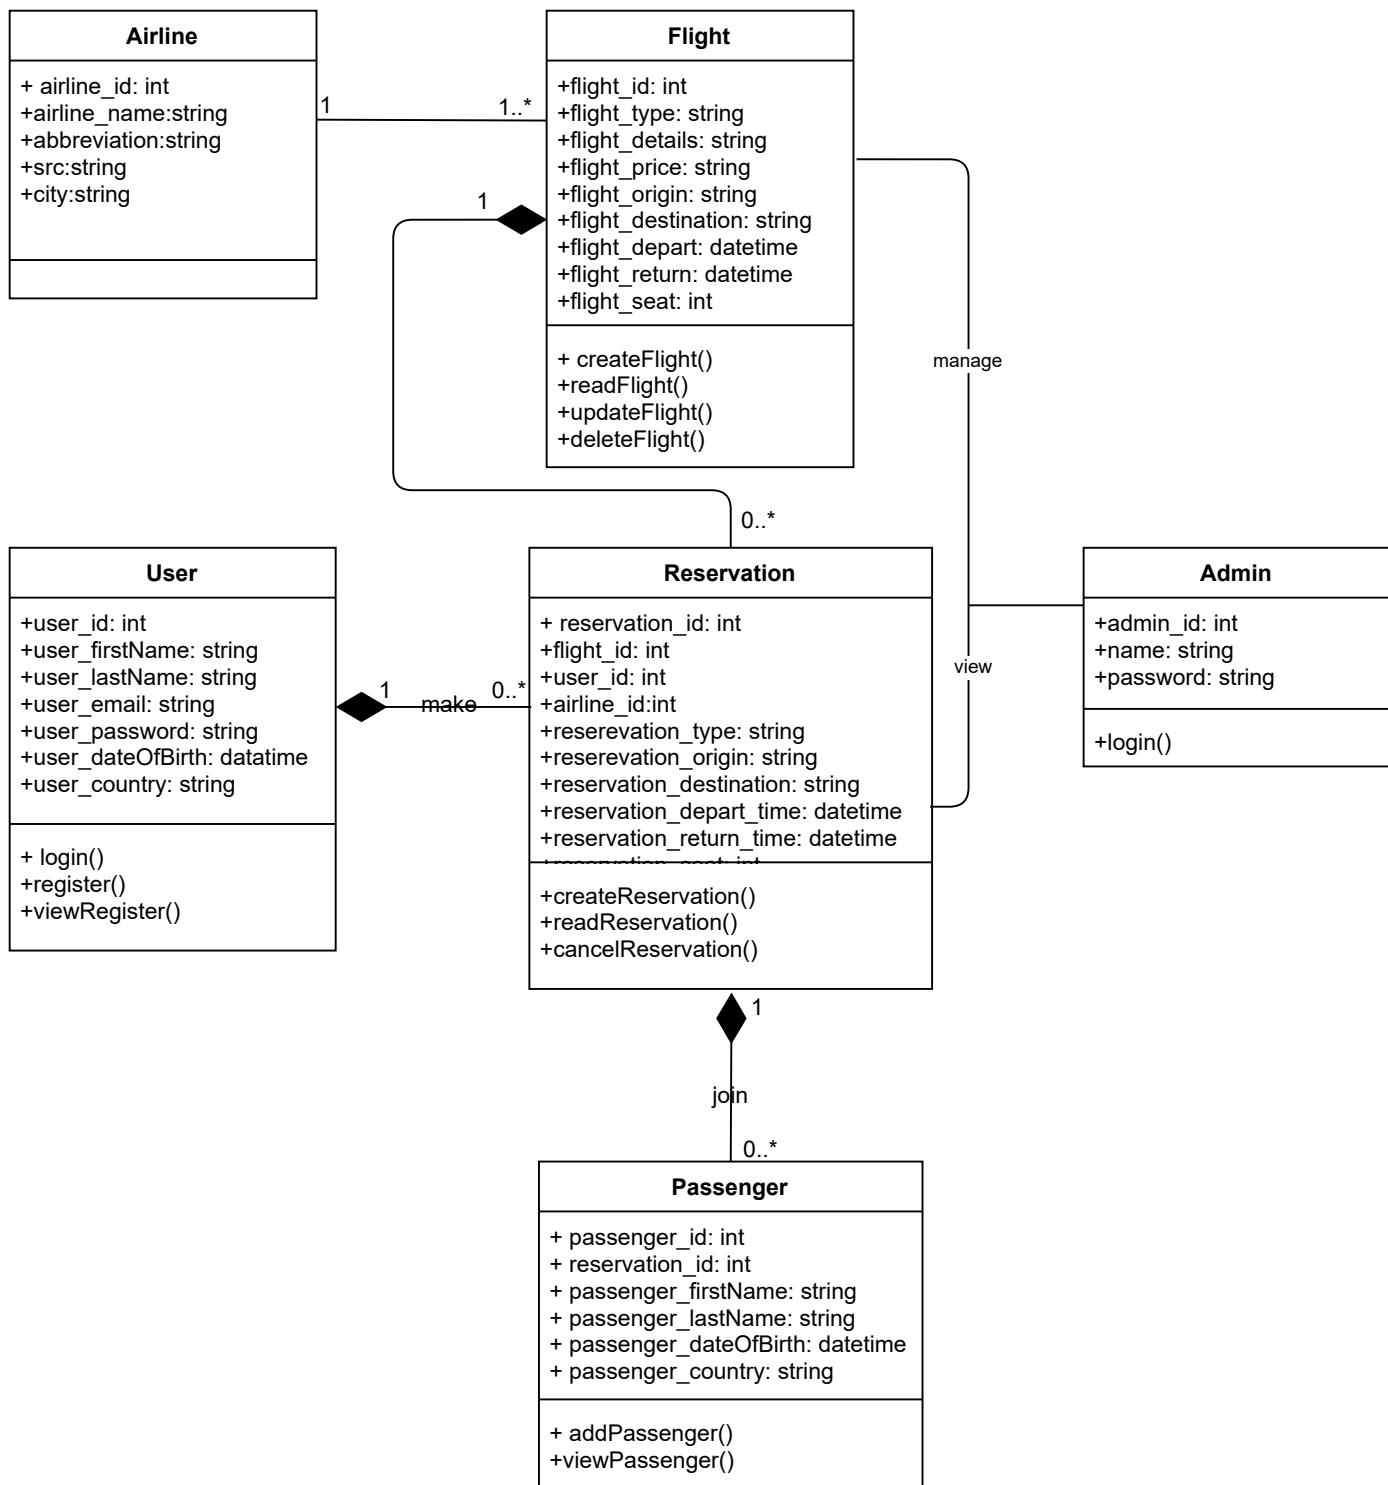 Airline
+ airline_id: int
+airline_name:string
+abbreviation:string
+src:string
+city:string
1
1..*
Flight
+flight_id: int
+flight_type: string
+flight_details: string
+flight_price: string
+flight_origin: string
+flight_destination: string
+flight_depart: datetime
+flight_return: datetime
+flight_seat: int
+ createFlight()
+readFlight()
+updateFlight()
+deleteFlight()
1
0..*
manage
view
User
+user_id: int
+user_firstName: string
+user_lastName: string
+user_email: string
+user_password: string
+user_dateOfBirth: datatime
+user_country: string
+ login()
+register()
+viewRegister()
1
make
0..*
Reservation
+ reservation_id: int
+flight_id: int
+user_id: int
+airline_id:int
+reserevation_type: string
+reserevation_origin: string
+reservation_destination: string
+reservation_depart_time: datetime
+reservation_return_time: datetime
+reservation_seat: int
+createReservation()
+readReservation()
+cancelReservation()
Admin
+admin_id: int
+name: string
+password: string
+login()
1
join
0..*
Passenger
+ passenger_id: int
+ reservation_id: int
+ passenger_firstName: string
+ passenger_lastName: string
+ passenger_dateOfBirth: datetime
+ passenger_country: string
+ addPassenger()
+viewPassenger()